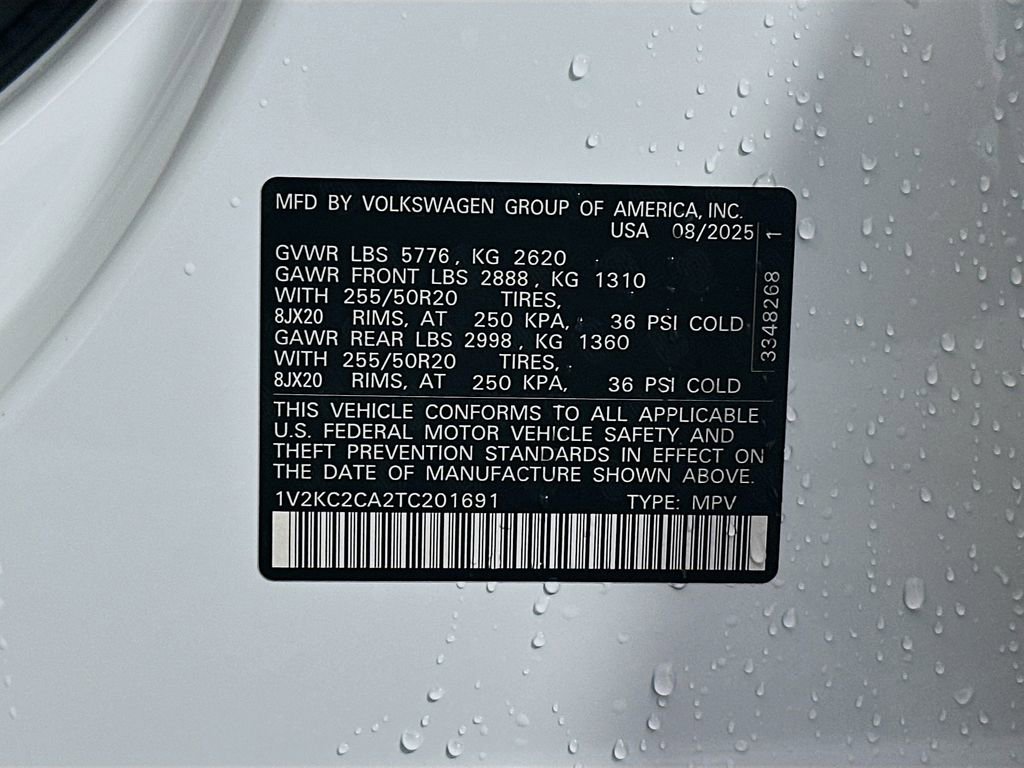 MFD BY VOLKSWAGEN GROUP OF AMERICA, INC.
USA 08/2025
GVWR LBS 5776, KG 2620
GAWR FRONT LBS 2888, KG 1310
WITH 255/50R20 TIRES,
8JX20 RIMS, AT 250 KPA, 36 PSI COLD
GAWR REAR LBS 2998, KG 1360
WITH 255/50R20 TIRES,
8JX20 RIMS, AT 250 KPA, 36 PSI COLD
3348268 1
THIS VEHICLE CONFORMS TO ALL APPLICABLE
U.S. FEDERAL MOTOR VEHICLE SAFETY AND
THEFT PREVENTION STANDARDS IN EFFECT ON
THE DATE OF MANUFACTURE SHOWN ABOVE.
1V2KC2CA2TC201691 TYPE: MPV